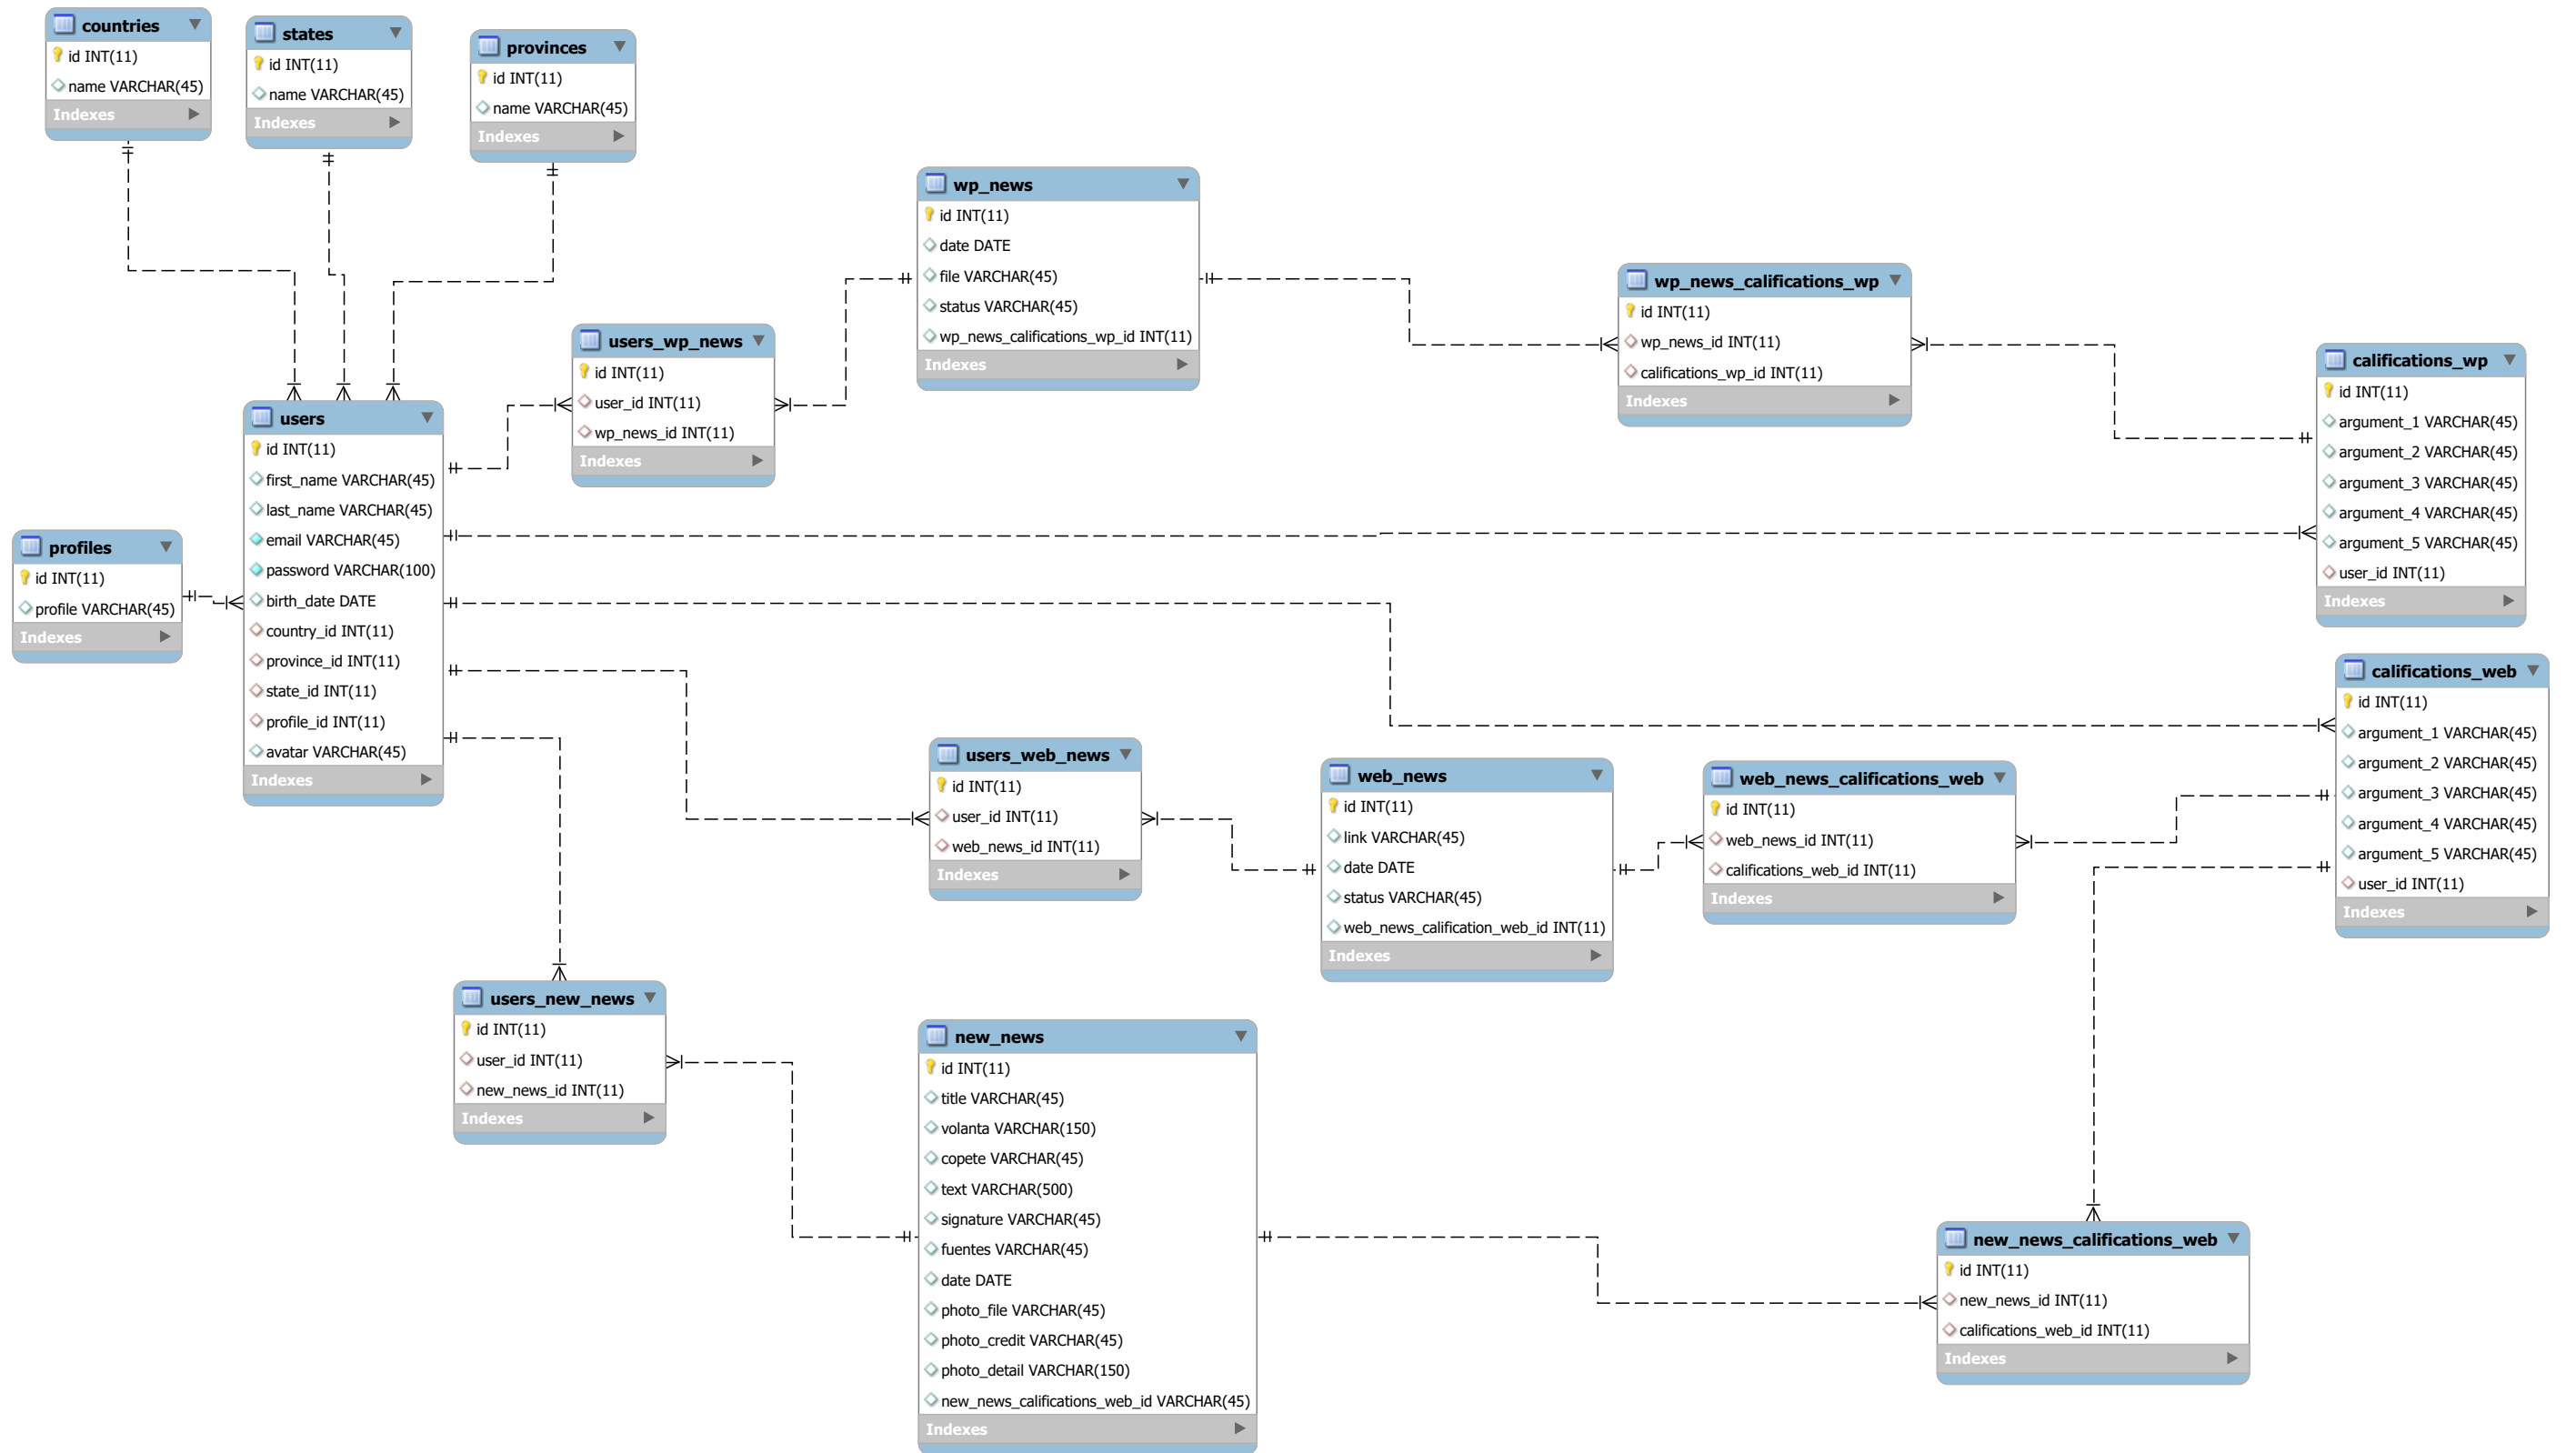 countries
id INT(11)
name VARCHAR(45)
Indexes
states
id INT(11)
name VARCHAR(45)
Indexes
provinces
id INT(11)
name VARCHAR(45)
Indexes
wp_news
id INT(11)
date DATE
file VARCHAR(45)
status VARCHAR(45)
wp_news_califications_wp_id INT(11)
Indexes
wp_news_califications_wp
id INT(11)
wp_news_id INT(11)
califications_wp_id INT(11)
Indexes
users_wp_news
id INT(11)
user_id INT(11)
wp_news_id INT(11)
Indexes
califications_wp
id INT(11)
argument_1 VARCHAR(45)
argument_2 VARCHAR(45)
argument_3 VARCHAR(45)
argument_4 VARCHAR(45)
argument_5 VARCHAR(45)
user_id INT(11)
Indexes
users
id INT(11)
first_name VARCHAR(45)
last_name VARCHAR(45)
email VARCHAR(45)
password VARCHAR(100)
birth_date DATE
country_id INT(11)
province_id INT(11)
state_id INT(11)
profile_id INT(11)
avatar VARCHAR(45)
Indexes
profiles
id INT(11)
profile VARCHAR(45)
Indexes
califications_web
id INT(11)
argument_1 VARCHAR(45)
argument_2 VARCHAR(45)
argument_3 VARCHAR(45)
argument_4 VARCHAR(45)
argument_5 VARCHAR(45)
user_id INT(11)
Indexes
users_web_news
id INT(11)
user_id INT(11)
web_news_id INT(11)
Indexes
web_news
id INT(11)
link VARCHAR(45)
date DATE
status VARCHAR(45)
web_news_calification_web_id INT(11)
Indexes
web_news_califications_web
id INT(11)
web_news_id INT(11)
califications_web_id INT(11)
Indexes
users_new_news
id INT(11)
user_id INT(11)
new_news_id INT(11)
Indexes
new_news
id INT(11)
title VARCHAR(45)
volanta VARCHAR(150)
copete VARCHAR(45)
text VARCHAR(500)
signature VARCHAR(45)
fuentes VARCHAR(45)
date DATE
photo_file VARCHAR(45)
photo_credit VARCHAR(45)
photo_detail VARCHAR(150)
new_news_califications_web_id VARCHAR(45)
Indexes
new_news_califications_web
id INT(11)
new_news_id INT(11)
califications_web_id INT(11)
Indexes